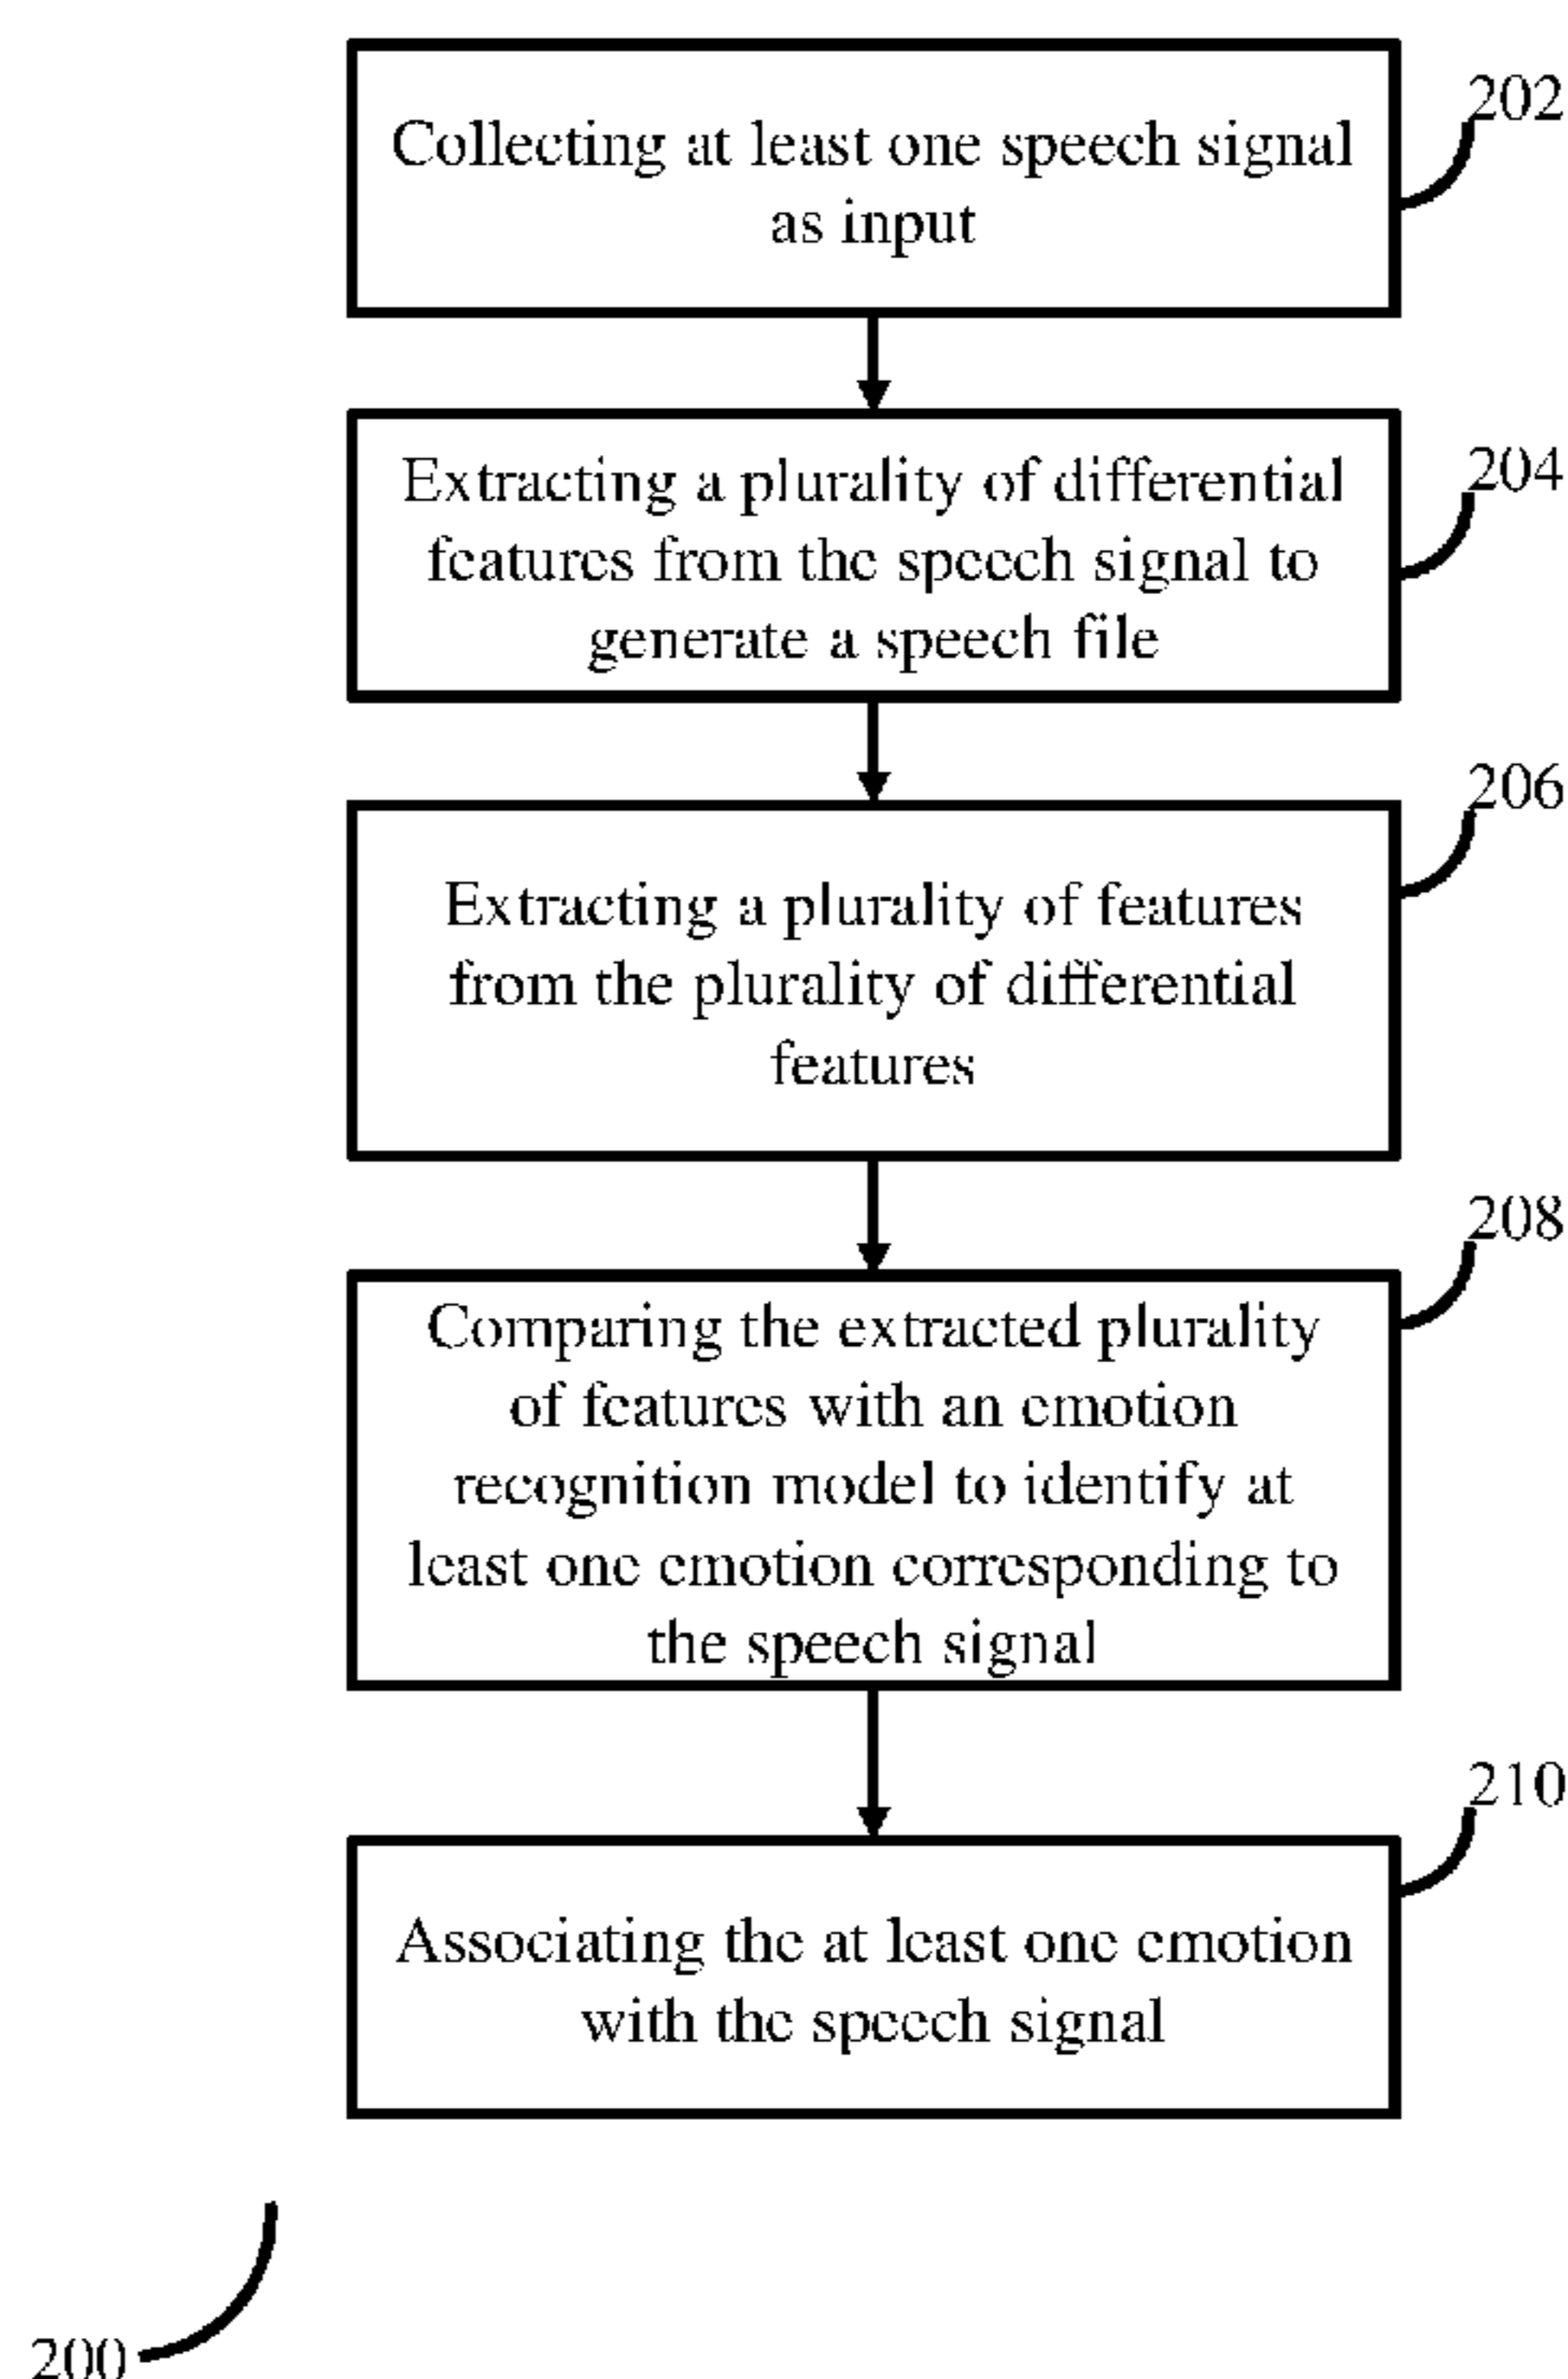 202
Collecting at least one speech signal
as input
204
Extracting a plurality of differential
features from the speech signal to
generate a speech file
206
Extracting a plurality of features
from the plurality of differential
features
208
Comparing the extracted plurality
of features with an emotion
recognition model to identify at
least one emotion corresponding to
the speech signal
210
Associating the at least one emotion
with the speech signal
200